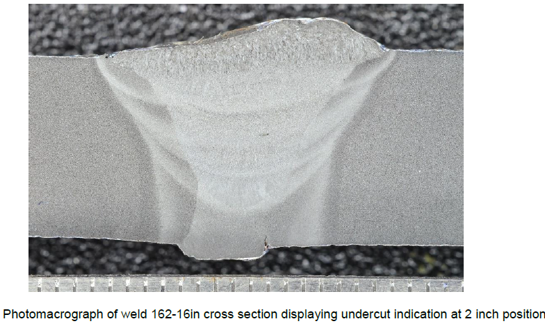 Photomacrograph of weld 162-16in cross section displaying undercut indication at 2 inch position